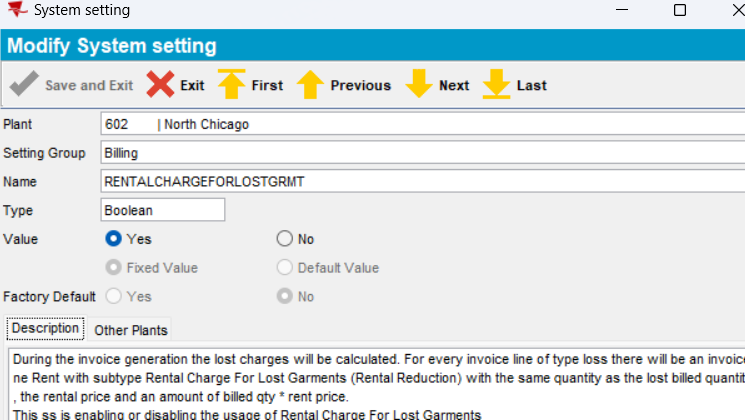 System setting
Modify System setting
Save and Exit Exit First Previous Next Last
Plant 602 | North Chicago
Setting Group Billing
Name RENTALCHARGEFORLOSTGRMT
Type Boolean
Value Yes No
Fixed Value Default Value
Factory Default Yes No
Description Other Plants
During the invoice generation the lost charges will be calculated. For every invoice line of type loss there will be an invoic
ne Rent with subtype Rental Charge For Lost Garments (Rental Reduction) with the same quantity as the lost billed quantit
, the rental price and an amount of billed qty * rent price.
This ss is enabling or disabling the usage of Rental Charge For Lost Garments